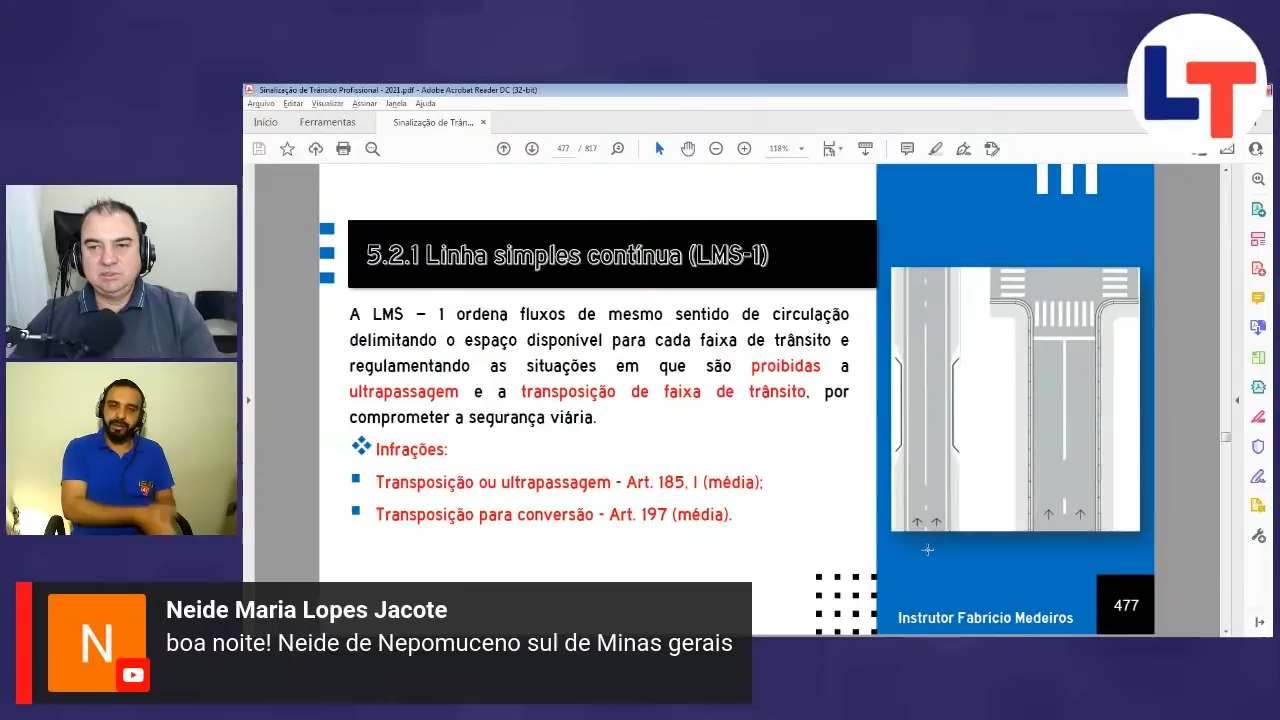 LT
Sinalização de Trânsito Profissional - 2021.pdf - Adobe Acrobat Reader DC (32-bit)
Arquivo Editar Visualizar Assinar Janela Ajuda
Início Ferramentas Sinalização de Trân... ×
477 / 817 118%
5.2.1 Linha simples contínua (LMS-1)
A LMS – 1 ordena fluxos de mesmo sentido de circulação
delimitando o espaço disponível para cada faixa de trânsito e
regulamentando as situações em que são proibidas a
ultrapassagem e a transposição de faixa de trânsito, por
comprometer a segurança viária.
Infrações:
Transposição ou ultrapassagem - Art. 185, I (média);
Transposição para conversão - Art. 197 (média).
Instrutor Fabricio Medeiros
477
N
Neide Maria Lopes Jacote
boa noite! Neide de Nepomuceno sul de Minas gerais